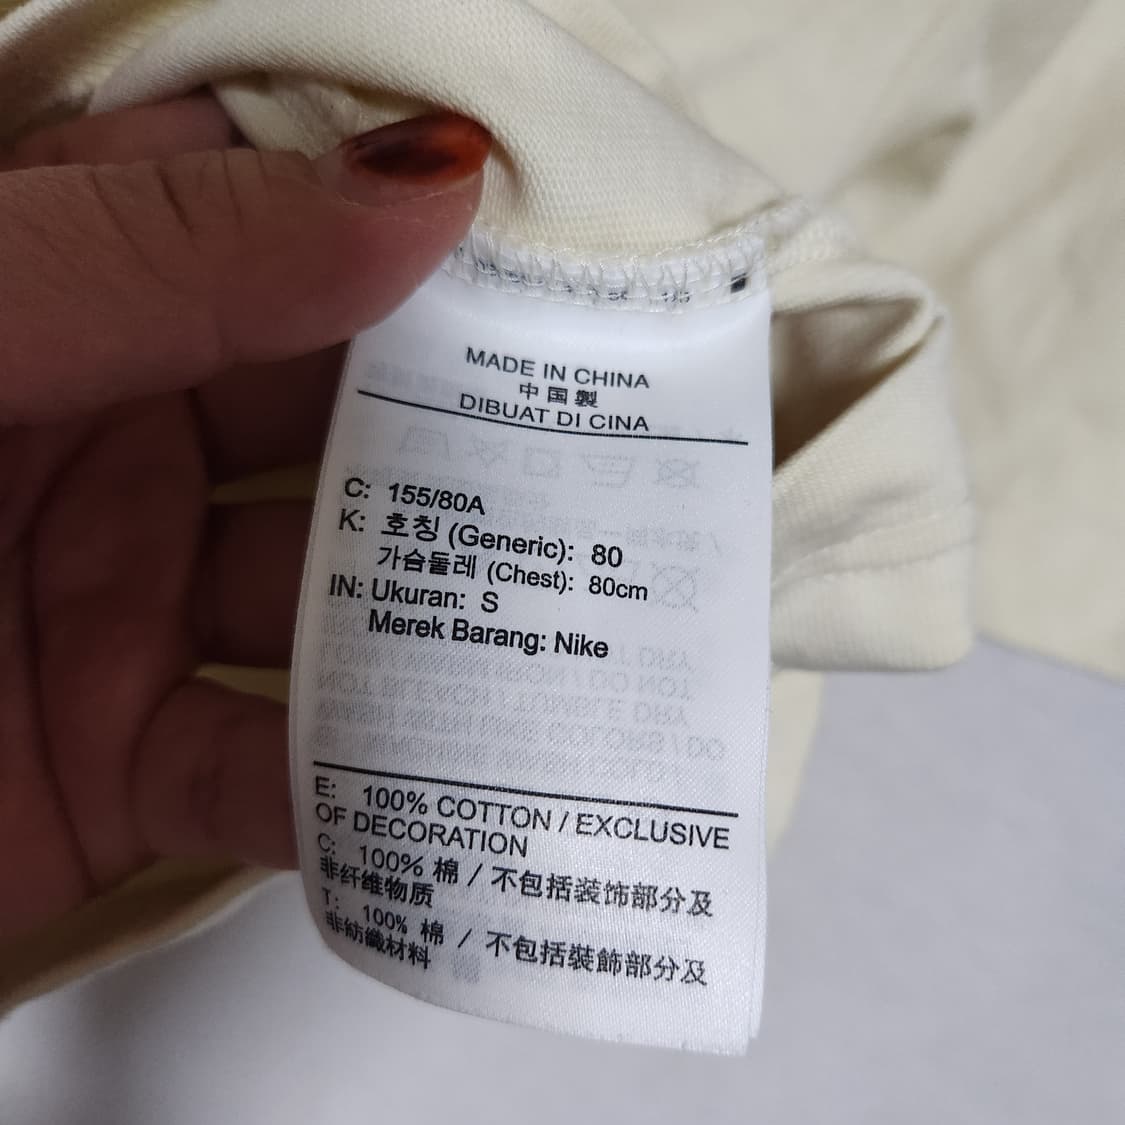 MADE IN CHINA
中国製
DIBUAT DI CINA
C: 155/80A
K: 호칭 (Generic): 80
가슴둘레 (Chest): 80cm
IN: Ukuran: S
Merek Barang: Nike
E: 100% COTTON / EXCLUSIVE
OF DECORATION
C: 100% 棉 / 不包括装饰部分及
非纤维物质
T: 100% 棉 / 不包括裝飾部分及
非紡織材料